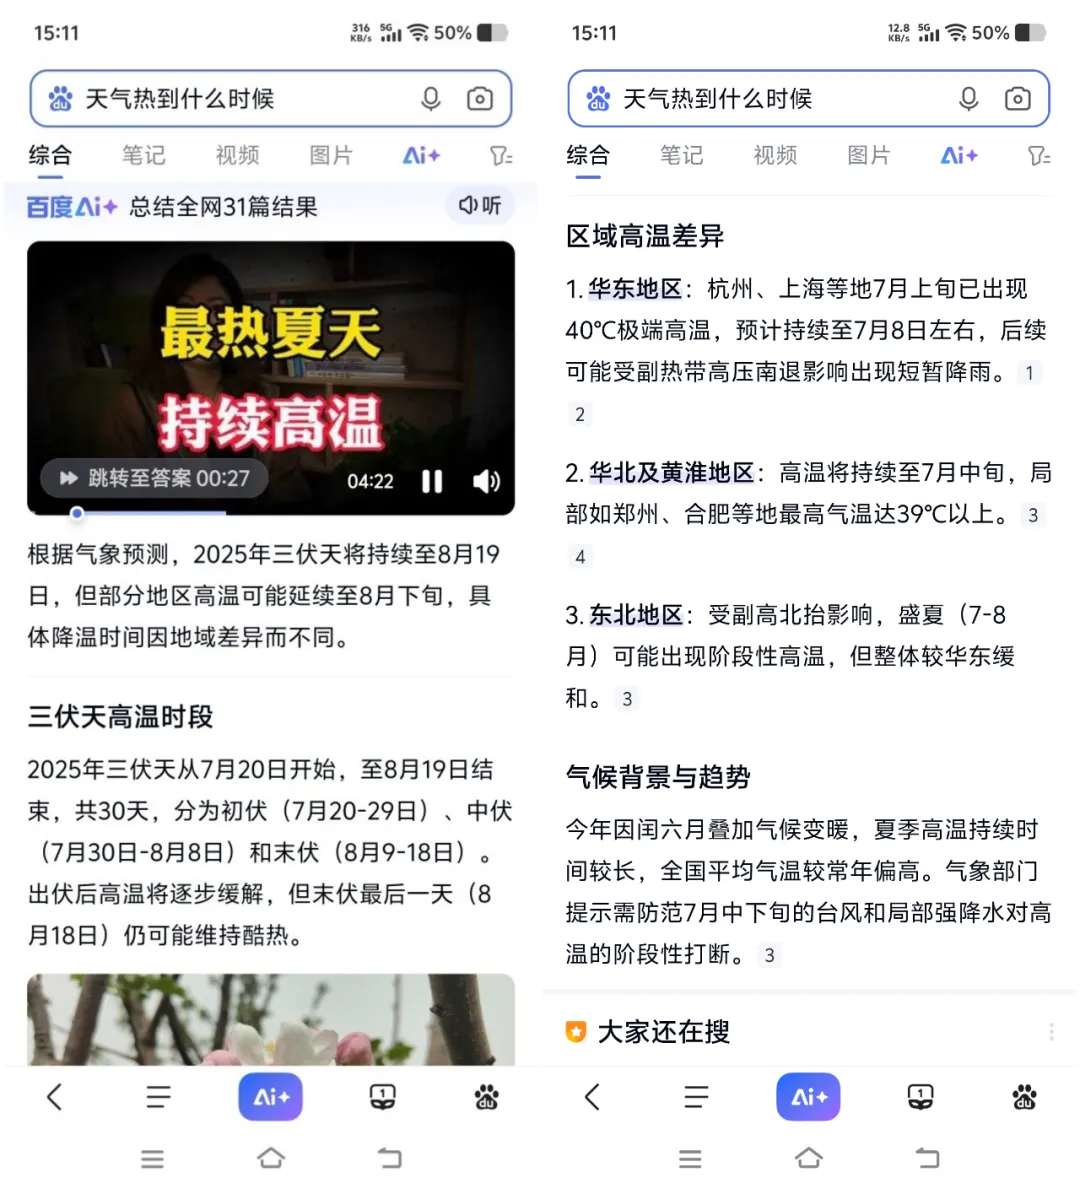 15:11
316 KB/s 5G 50%
天气热到什么时候
综合 笔记 视频 图片 Ai+
百度Ai+ 总结全网31篇结果 听
最热夏天
持续高温
跳转至答案 00:27 04:22
根据气象预测，2025年三伏天将持续至8月19
日，但部分地区高温可能延续至8月下旬，具
体降温时间因地域差异而不同。
三伏天高温时段
2025年三伏天从7月20日开始，至8月19日结
束，共30天，分为初伏（7月20-29日）、中伏
（7月30日-8月8日）和末伏（8月9-18日）。
出伏后高温将逐步缓解，但末伏最后一天（8
月18日）仍可能维持酷热。
Ai+ 1 du
15:11
12.8 KB/s 5G 50%
天气热到什么时候
综合 笔记 视频 图片 Ai+
区域高温差异
1. 华东地区：杭州、上海等地7月上旬已出现
40℃极端高温，预计持续至7月8日左右，后续
可能受副热带高压南退影响出现短暂降雨。 1
2
2. 华北及黄淮地区：高温将持续至7月中旬，局
部如郑州、合肥等地最高气温达39℃以上。 3
4
3. 东北地区：受副高北抬影响，盛夏（7-8
月）可能出现阶段性高温，但整体较华东缓
和。 3
气候背景与趋势
今年因闰六月叠加气候变暖，夏季高温持续时
间较长，全国平均气温较常年偏高。气象部门
提示需防范7月中下旬的台风和局部强降水对高
温的阶段性打断。 3
大家还在搜
Ai+ 1 du